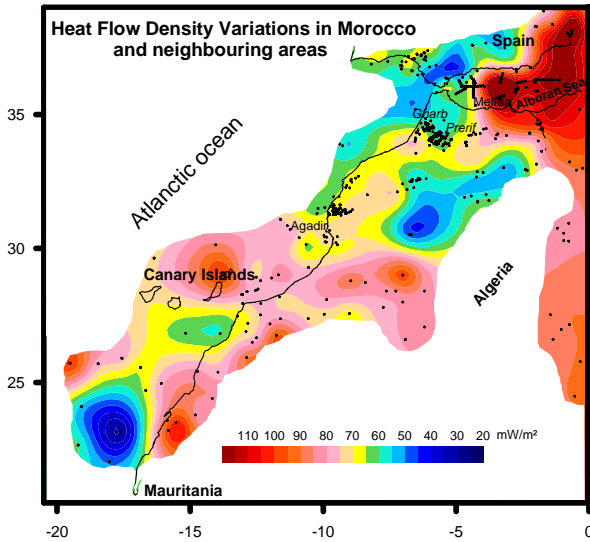 Heat Flow Density Variations in Morocco
and neighbouring areas
Spain
35
Melilla
Alboran Sea
Gharb
Prerif
Atlanctic ocean
30
Agadir
Canary Islands
Algeria
25
110 100 90 80 70 60 50 40 30 20 mW/m²
Mauritania
-20 -15 -10 -5 0